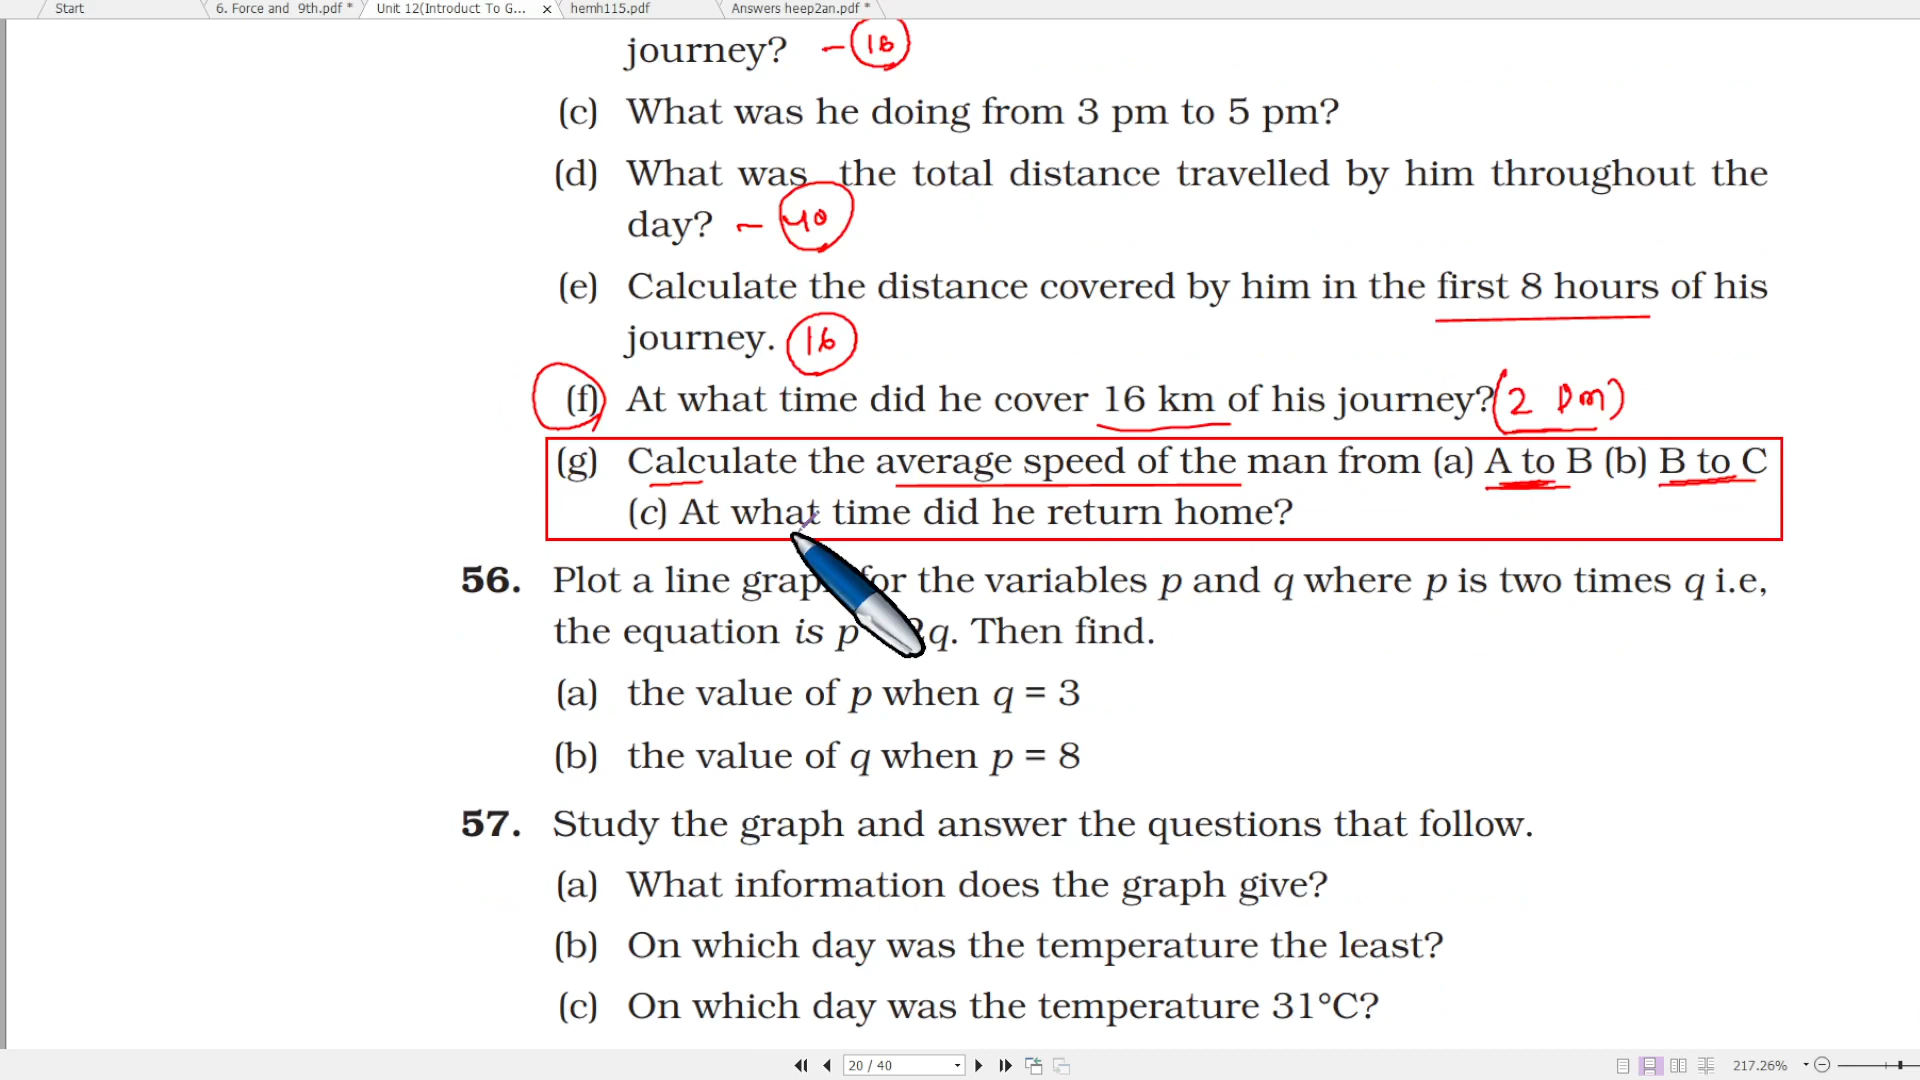 Start 6. Force and 9th.pdf * Unit 12(Introduct To G... × hemh115.pdf Answers heep2an.pdf *
journey? –
(c) What was he doing from 3 pm to 5 pm?
(d) What was the total distance travelled by him throughout the
day? – 40
(e) Calculate the distance covered by him in the first 8 hours of his
journey. 16
(f) At what time did he cover 16 km of his journey? (2 Pm)
(g) Calculate the average speed of the man from (a) A to B (b) B to C
(c) At what time did he return home?
56. Plot a line graph for the variables p and q where p is two times q i.e,
the equation is p q. Then find.
(a) the value of p when q = 3
(b) the value of q when p = 8
57. Study the graph and answer the questions that follow.
(a) What information does the graph give?
(b) On which day was the temperature the least?
(c) On which day was the temperature 31°C?
20 / 40 217.26%